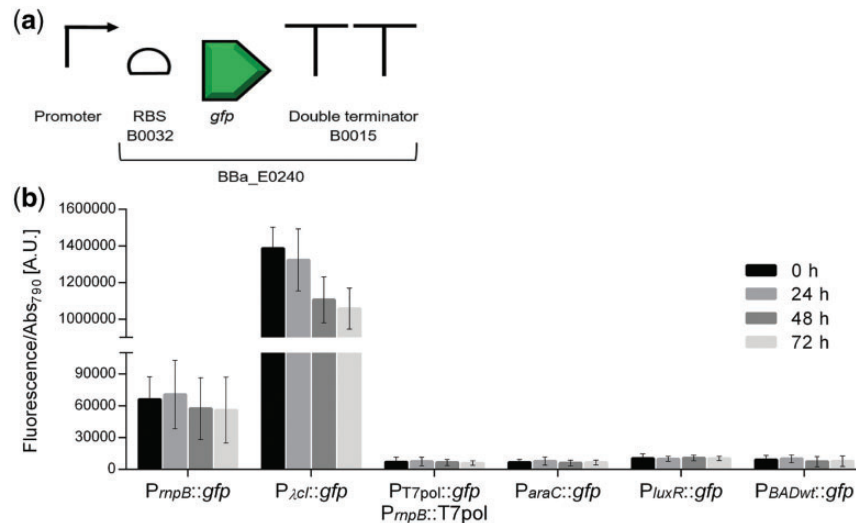 (a)
Promoter RBS gfp Double terminator
B0032 B0015
BBa_E0240
(b)
Fluorescence/Abs790 [A.U.]
1600000
1400000
1200000
1000000
90000
60000
30000
0
0 h
24 h
48 h
72 h
PrnpB::gfp PλcI::gfp PT7pol::gfp ParaC::gfp PluxR::gfp PBADwt::gfp
PrnpB::T7pol